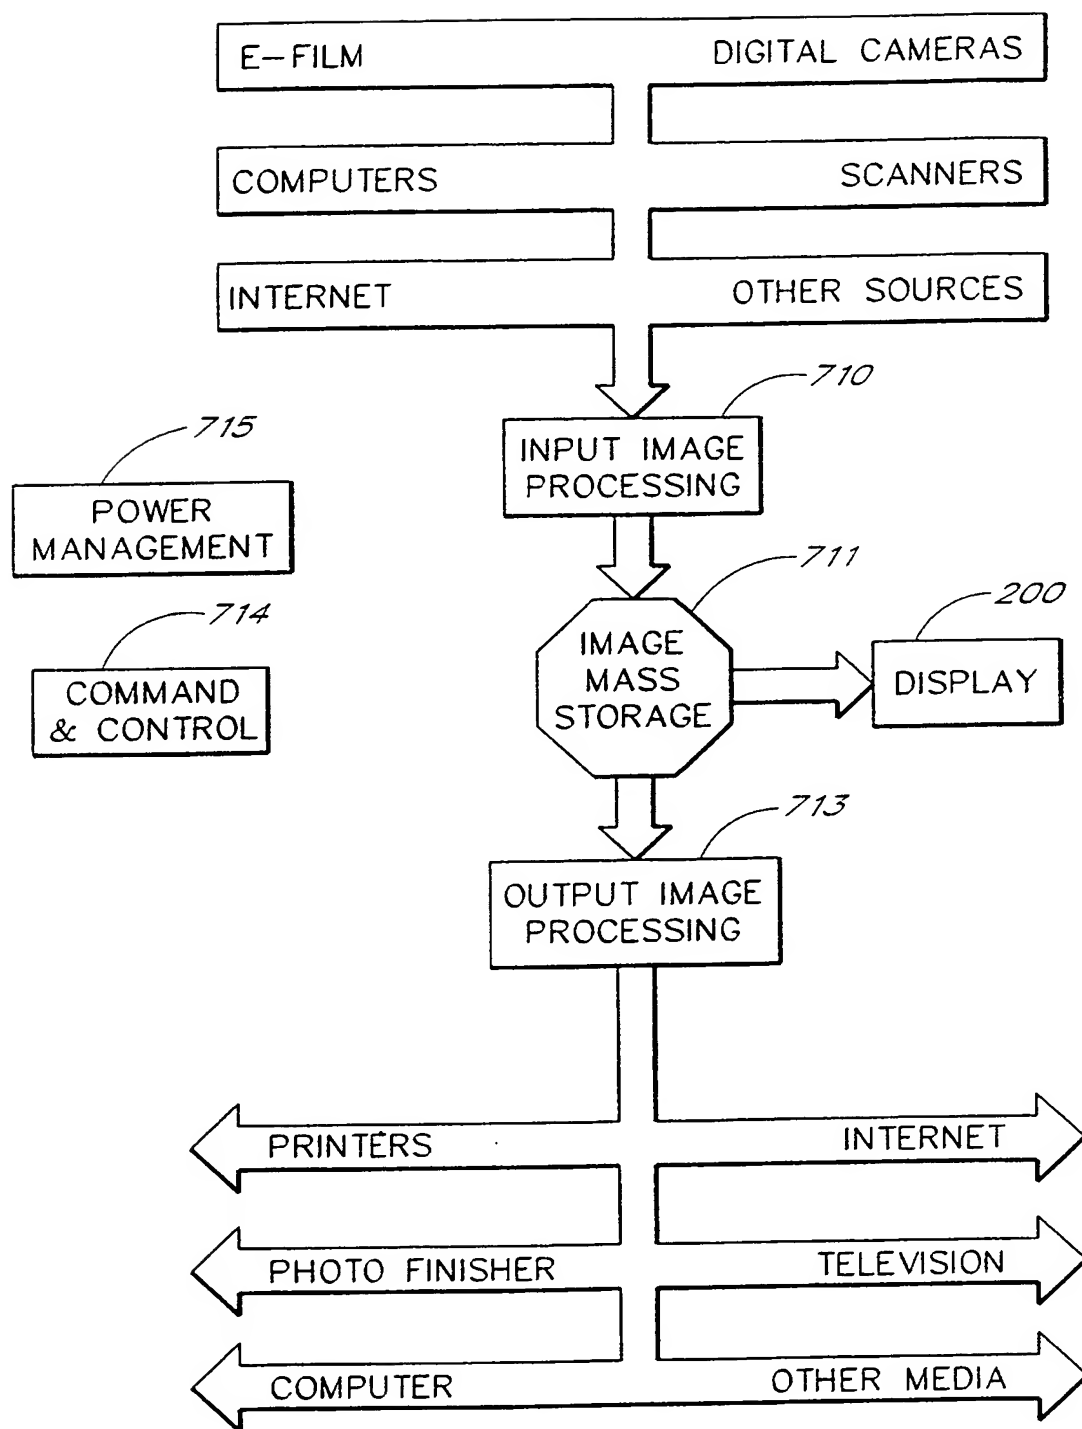 E-FILM DIGITAL CAMERAS
COMPUTERS SCANNERS
INTERNET OTHER SOURCES
710
INPUT IMAGE
PROCESSING
715
POWER
MANAGEMENT
711
IMAGE
MASS
STORAGE
200
DISPLAY
714
COMMAND
& CONTROL
713
OUTPUT IMAGE
PROCESSING
PRINTERS INTERNET
PHOTO FINISHER TELEVISION
COMPUTER OTHER MEDIA